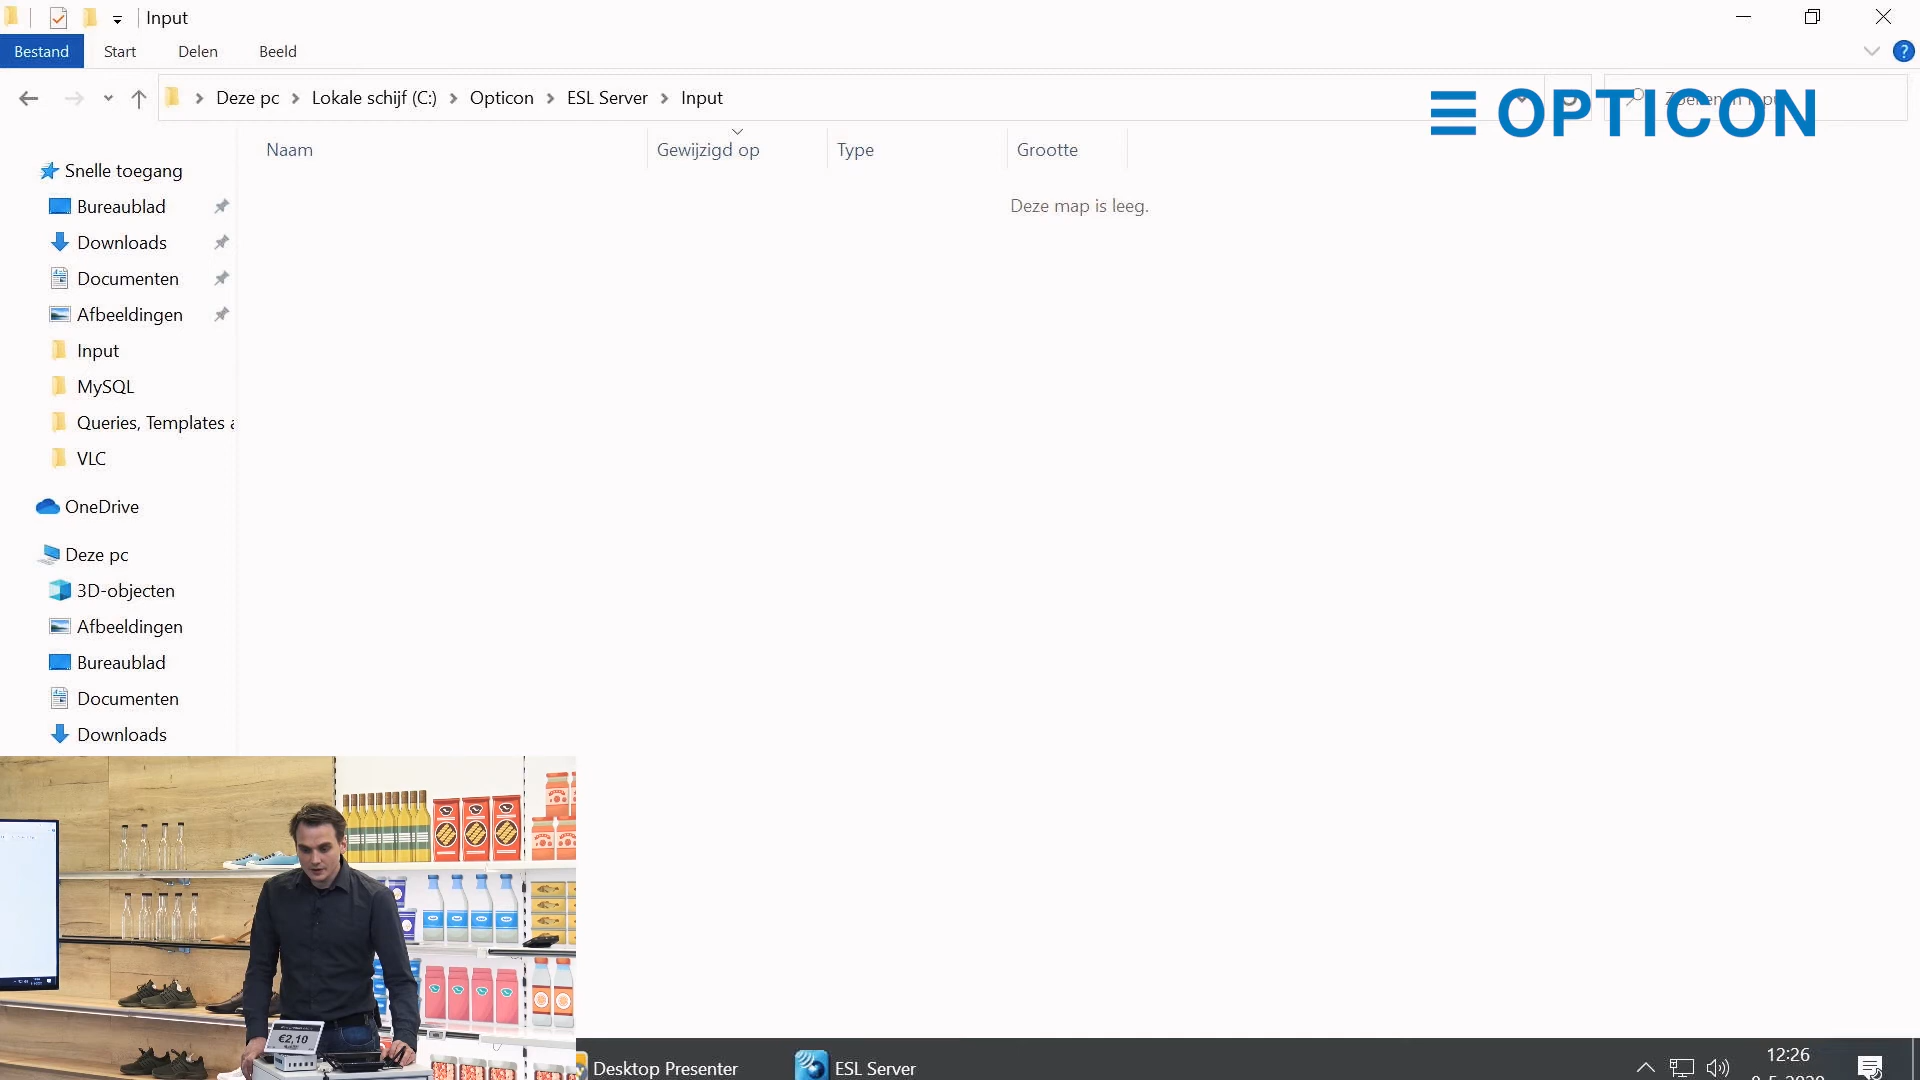 Input
Bestand Start Delen Beeld
Deze pc Lokale schijf (C:) Opticon ESL Server Input
OPTICON
Naam Gewijzigd op Type Grootte
Deze map is leeg.
Snelle toegang
Bureaublad
Downloads
Documenten
Afbeeldingen
Input
MySQL
Queries, Templates a
VLC
OneDrive
Deze pc
3D-objecten
Afbeeldingen
Bureaublad
Documenten
Downloads
€2,10
Desktop Presenter
ESL Server
12:26